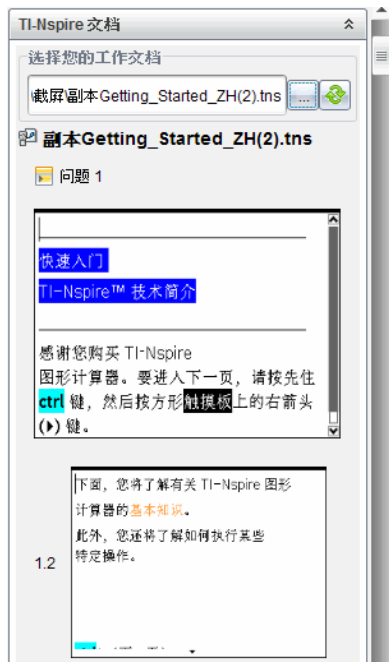 TI-Nspire 文档
选择您的工作文档
截屏\副本Getting_Started_ZH(2).tns ...
副本Getting_Started_ZH(2).tns
问题 1
快速入门
TI-Nspire™ 技术简介
感谢您购买 TI-Nspire
图形计算器。要进入下一页，请按先住
ctrl 键，然后按方形触摸板上的右箭头
(▶) 键。
下面，您将了解有关 TI-Nspire 图形
计算器的基本知识。
此外，您还将了解如何执行某些
特定操作。
1.2